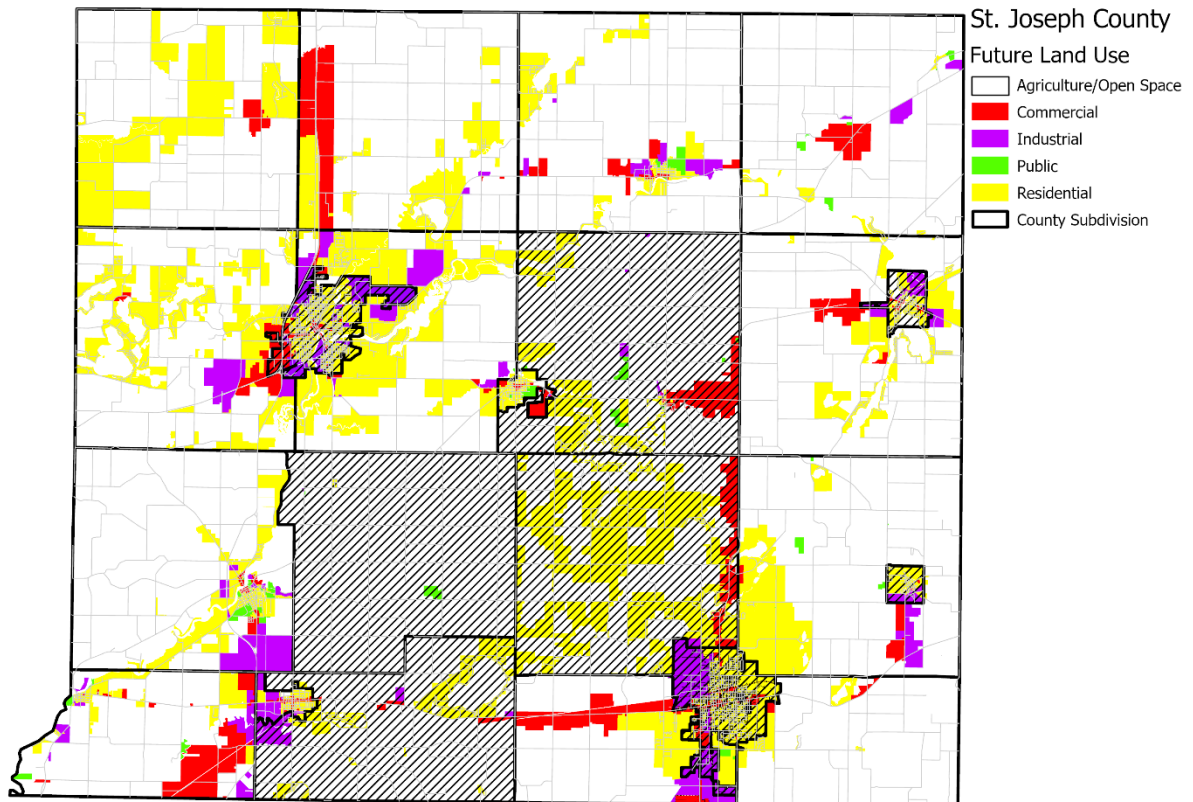 St. Joseph County
Future Land Use
Agriculture/Open Space
Commercial
Industrial
Public
Residential
County Subdivision